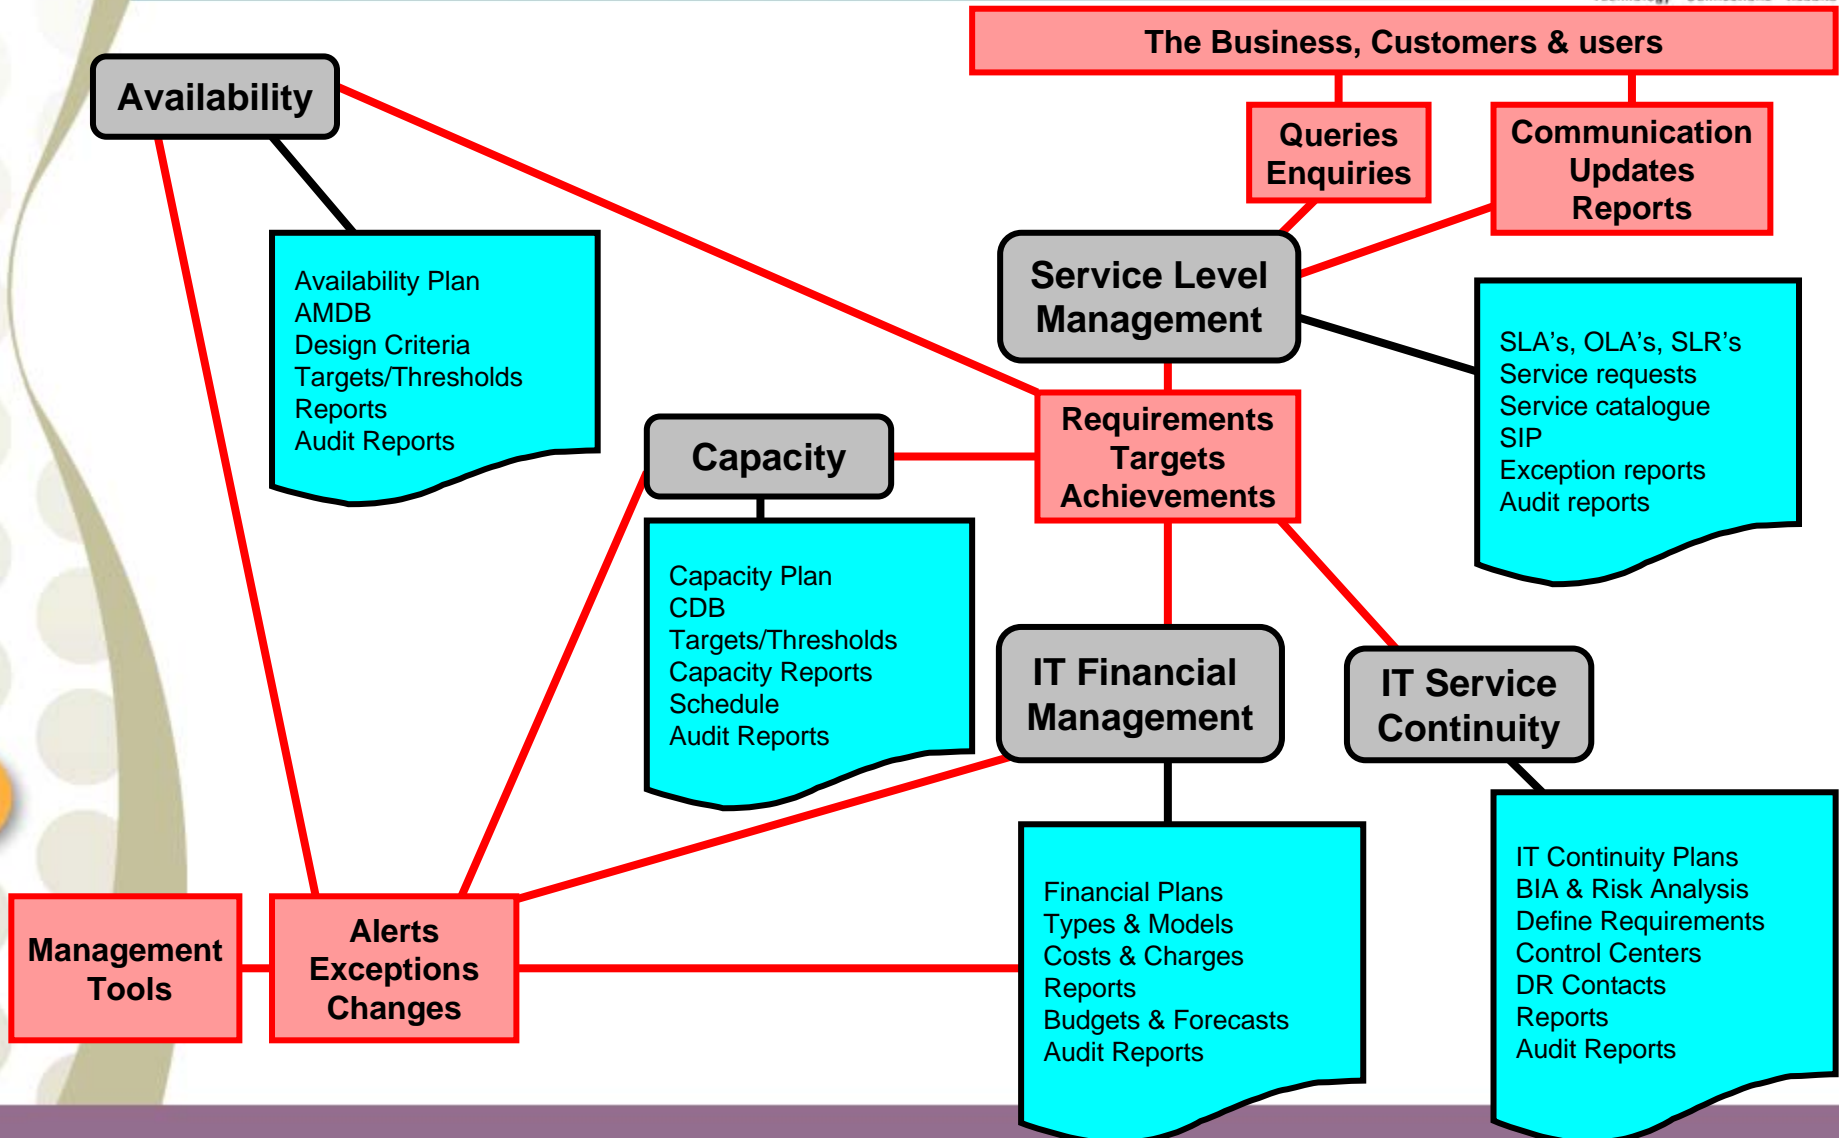 The Business, Customers & users
Availability
Queries
Enquiries
Communication
Updates
Reports
Service Level
Management
Availability Plan
AMDB
Design Criteria
Targets/Thresholds
Reports
Audit Reports
SLA's, OLA's, SLR's
Service requests
Service catalogue
SIP
Exception reports
Audit reports
Requirements
Targets
Achievements
Capacity
Capacity Plan
CDB
Targets/Thresholds
Capacity Reports
Schedule
Audit Reports
IT Financial
Management
IT Service
Continuity
Financial Plans
Types & Models
Costs & Charges
Reports
Budgets & Forecasts
Audit Reports
IT Continuity Plans
BIA & Risk Analysis
Define Requirements
Control Centers
DR Contacts
Reports
Audit Reports
Management
Tools
Alerts
Exceptions
Changes